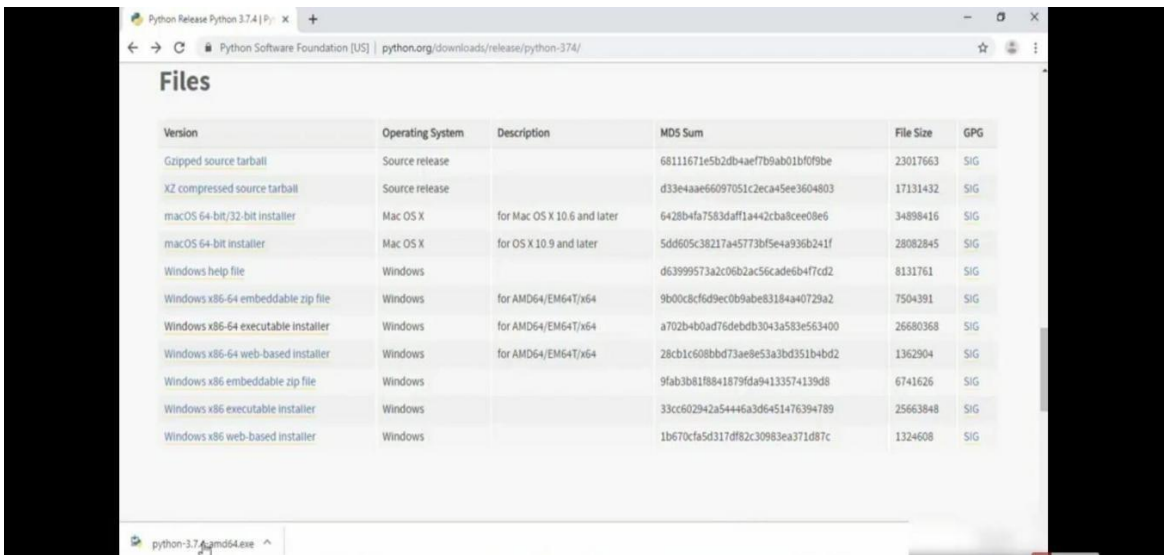 Python Release Python 3.7.4 | Py
Python Software Foundation [US] | python.org/downloads/release/python-374/
Files
Version Operating System Description MD5 Sum File Size GPG
Gzipped source tarball Source release 68111671e5b2db4aef7b9ab01bf0f9be 23017663 SIG
XZ compressed source tarball Source release d33e4aae66097051c2eca45ee3604803 17131432 SIG
macOS 64-bit/32-bit installer Mac OS X for Mac OS X 10.6 and later 6428b4fa7583daff1a442cba8cee08e6 34898416 SIG
macOS 64-bit installer Mac OS X for OS X 10.9 and later 5dd605c38217a45773bf5e4a936b241f 28082845 SIG
Windows help file Windows d63999573a2c06b2ac56cade6b4f7cd2 8131761 SIG
Windows x86-64 embeddable zip file Windows for AMD64/EM64T/x64 9b00c8cf6d9ec0b9abe83184a40729a2 7504391 SIG
Windows x86-64 executable installer Windows for AMD64/EM64T/x64 a702b4b0ad76debdb3043a583e563400 26680368 SIG
Windows x86-64 web-based installer Windows for AMD64/EM64T/x64 28cb1c608bbd73ae8e53a3bd351b4bd2 1362904 SIG
Windows x86 embeddable zip file Windows 9fab3b81f8841879fda94133574139d8 6741626 SIG
Windows x86 executable installer Windows 33cc602942a54446a3d6451476394789 25663848 SIG
Windows x86 web-based installer Windows 1b670cfa5d317df82c30983ea371d87c 1324608 SIG
python-3.7.4-amd64.exe